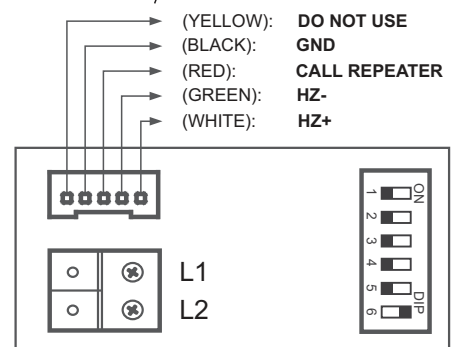 (YELLOW): DO NOT USE
(BLACK): GND
(RED): CALL REPEATER
(GREEN): HZ-
(WHITE): HZ+
L1
L2
ON
1
2
3
4
5
6
DIP